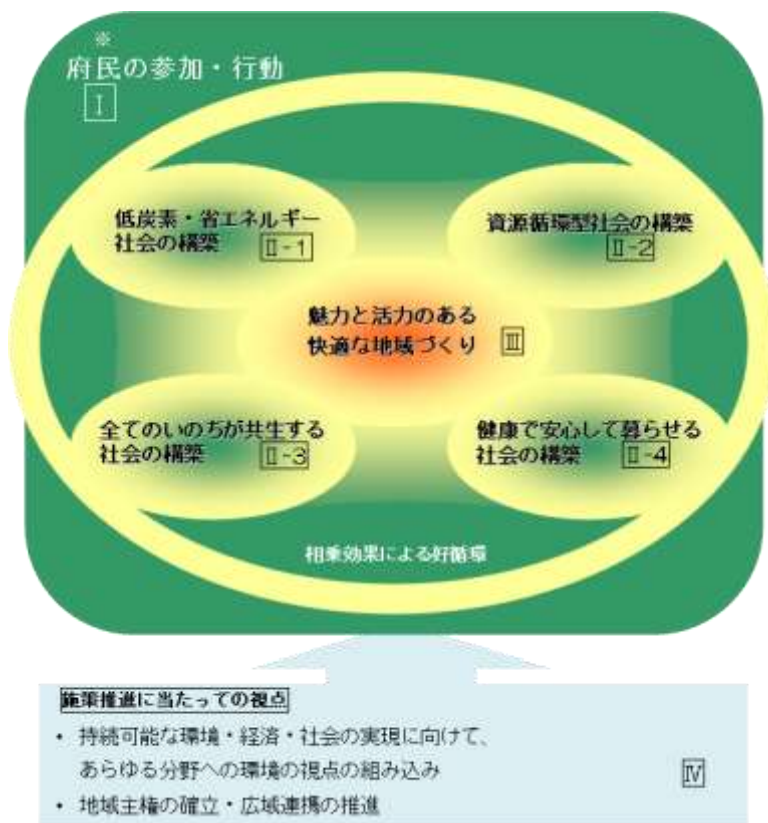 ※
府民の参加・行動
Ⅰ
低炭素・省エネルギー
社会の構築 Ⅱ-1
資源循環型社会の構築
Ⅱ-2
魅力と活力のある
快適な地域づくり Ⅲ
全てのいのちが共生する
社会の構築 Ⅱ-3
健康で安心して暮らせる
社会の構築 Ⅱ-4
相乗効果による好循環
施策推進に当たっての視点
・ 持続可能な環境・経済・社会の実現に向けて、
あらゆる分野への環境の視点の組み込み
Ⅳ
・ 地域主権の確立・広域連携の推進